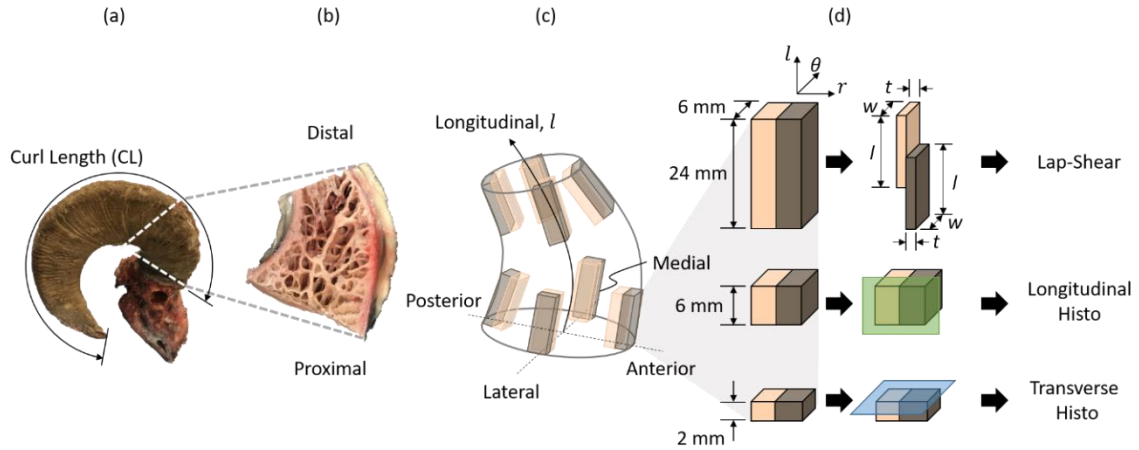 (a)
(b)
(c)
(d)
Curl Length (CL)
Distal
Proximal
Longitudinal, l
Posterior
Medial
Anterior
Lateral
l
θ
r
6 mm
24 mm
t
w
l
l
w
t
Lap-Shear
6 mm
Longitudinal
Histo
2 mm
Transverse
Histo